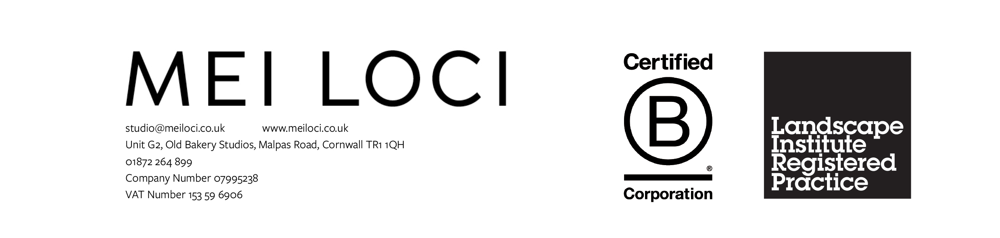 MEI LOCI
studio@meiloci.co.uk www.meiloci.co.uk
Unit G2, Old Bakery Studios, Malpas Road, Cornwall TR1 1QH
01872 264 899
Company Number 07995238
VAT Number 153 59 6906
Certified
B
®
Corporation
Landscape
Institute
Registered
Practice